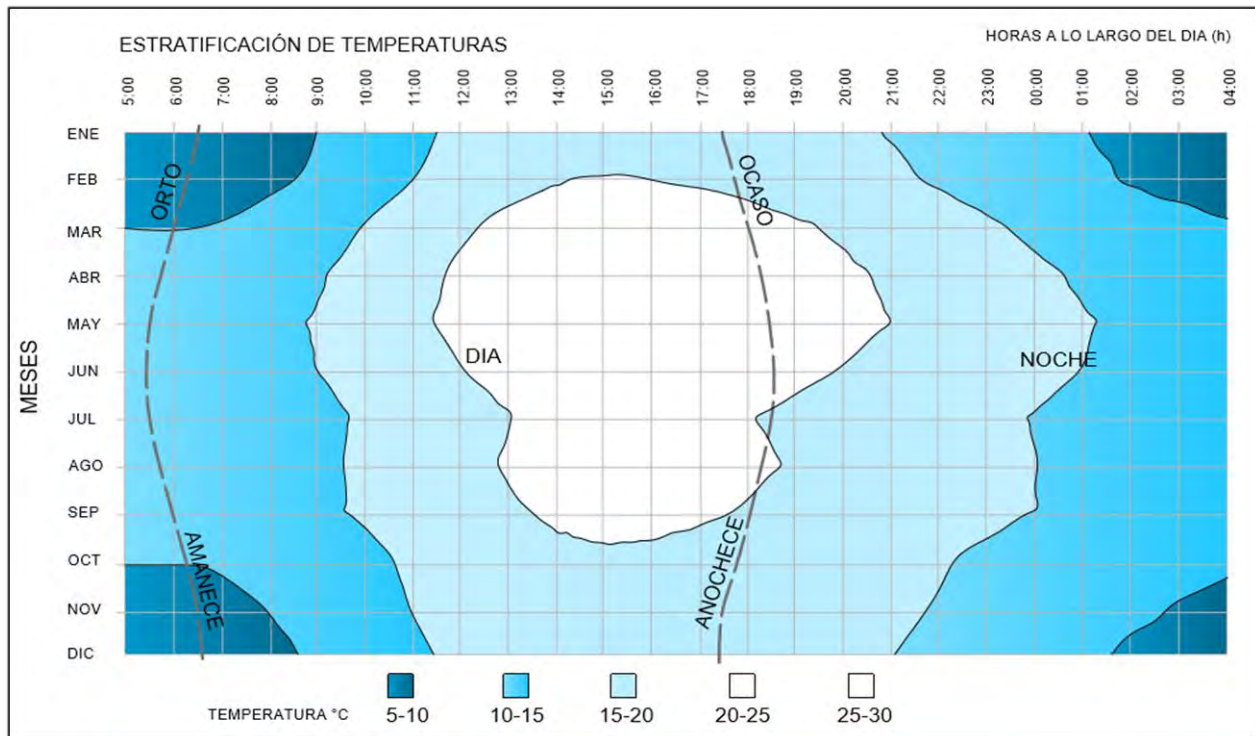 ESTRATIFICACIÓN DE TEMPERATURAS
HORAS A LO LARGO DEL DIA (h)
5:00 6:00 7:00 8:00 9:00 10:00 11:00 12:00 13:00 14:00 15:00 16:00 17:00 18:00 19:00 20:00 21:00 22:00 23:00 00:00 01:00 02:00 03:00 04:00
MESES
ENE
FEB
MAR
ABR
MAY
JUN
JUL
AGO
SEP
OCT
NOV
DIC
ORTO
OCASO
DIA
NOCHE
AMANECE
ANOCHECE
TEMPERATURA °C
5-10 10-15 15-20 20-25 25-30